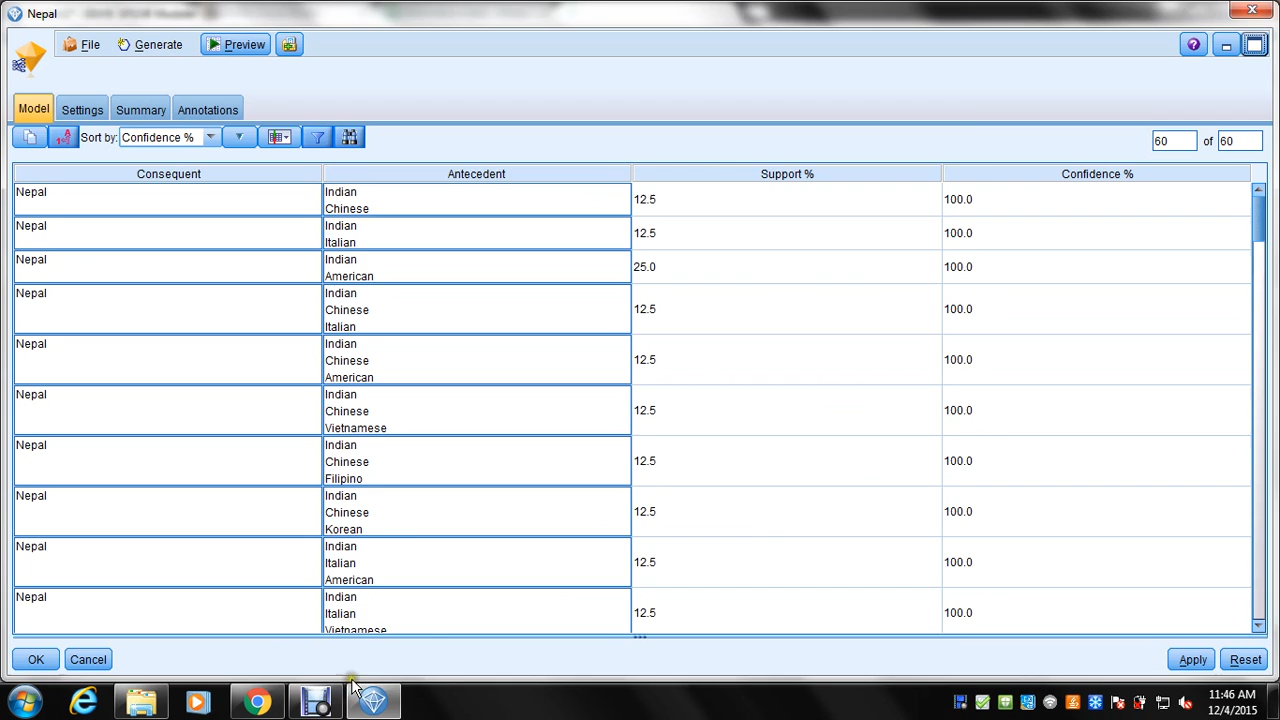 Nepal
File Generate Preview
Model Settings Summary Annotations
Sort by: Confidence % 60 of 60
Consequent Antecedent Support % Confidence %
Nepal Indian 12.5 100.0
Chinese
Nepal Indian 12.5 100.0
Italian
Nepal Indian 25.0 100.0
American
Nepal Indian 12.5 100.0
Chinese
Italian
Nepal Indian 12.5 100.0
Chinese
American
Nepal Indian 12.5 100.0
Chinese
Vietnamese
Nepal Indian 12.5 100.0
Chinese
Filipino
Nepal Indian 12.5 100.0
Chinese
Korean
Nepal Indian 12.5 100.0
Italian
American
Nepal Indian 12.5 100.0
Italian
Vietnamese
OK Cancel Apply Reset
11:46 AM
12/4/2015